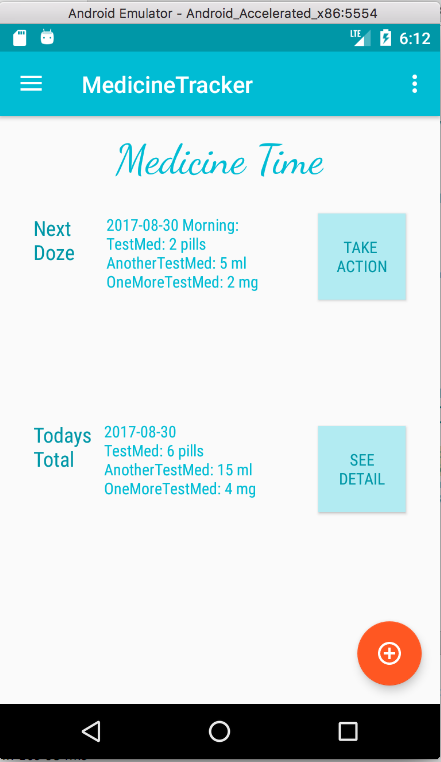 Android Emulator - Android_Accelerated_x86:5554
LTE 6:12
MedicineTracker
Medicine Time
Next
Doze
2017-08-30 Morning:
TestMed: 2 pills
AnotherTestMed: 5 ml
OneMoreTestMed: 2 mg
TAKE
ACTION
Todays
Total
2017-08-30
TestMed: 6 pills
AnotherTestMed: 15 ml
OneMoreTestMed: 4 mg
SEE
DETAIL